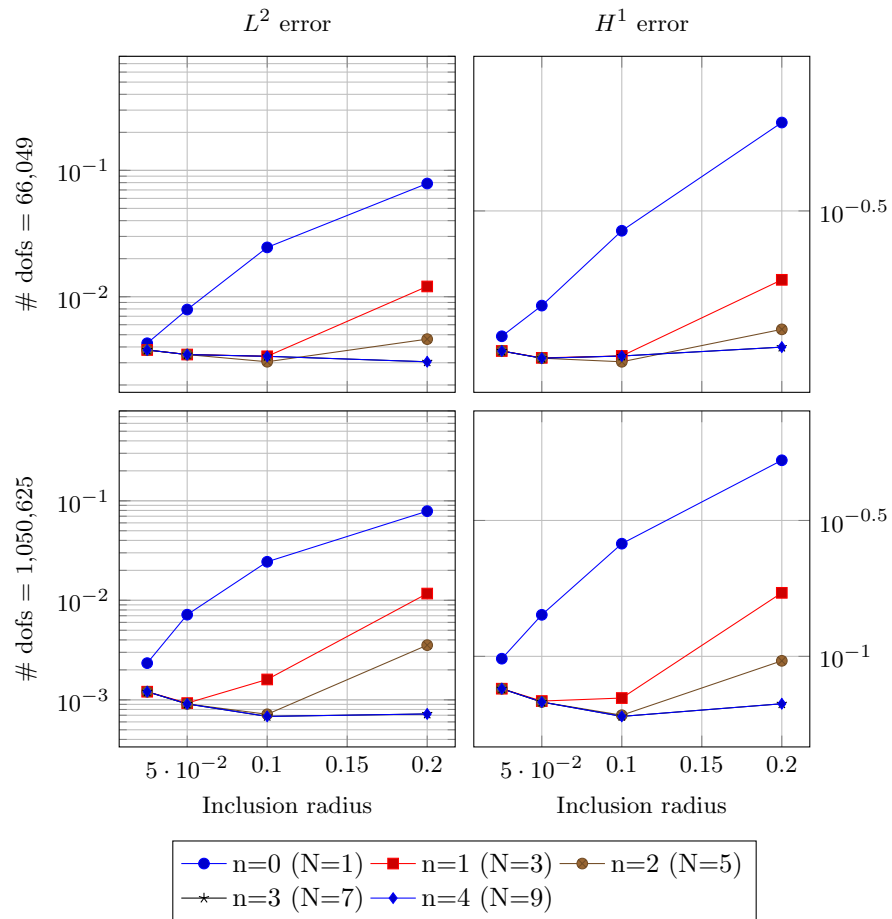 L² error
H¹ error
# dofs = 66,049
10⁻¹
10⁻²
10⁻⁰·⁵
# dofs = 1,050,625
10⁻¹
10⁻²
10⁻³
10⁻⁰·⁵
10⁻¹
5 · 10⁻² 0.1 0.15 0.2
5 · 10⁻² 0.1 0.15 0.2
Inclusion radius
Inclusion radius
n=0 (N=1) n=1 (N=3) n=2 (N=5)
n=3 (N=7) n=4 (N=9)